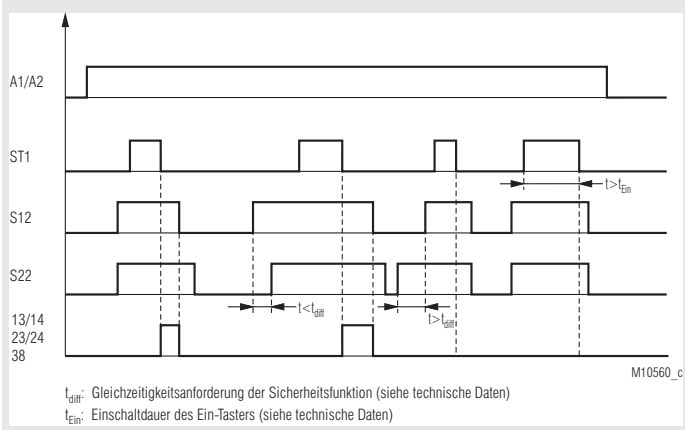 A1/A2
ST1
t>tEin
S12
S22
t<tdiff
t>tdiff
13/14
23/24
38
M10560_c
tdiff: Gleichzeitigkeitsanforderung der Sicherheitsfunktion (siehe technische Daten)
tEin: Einschaltdauer des Ein-Tasters (siehe technische Daten)